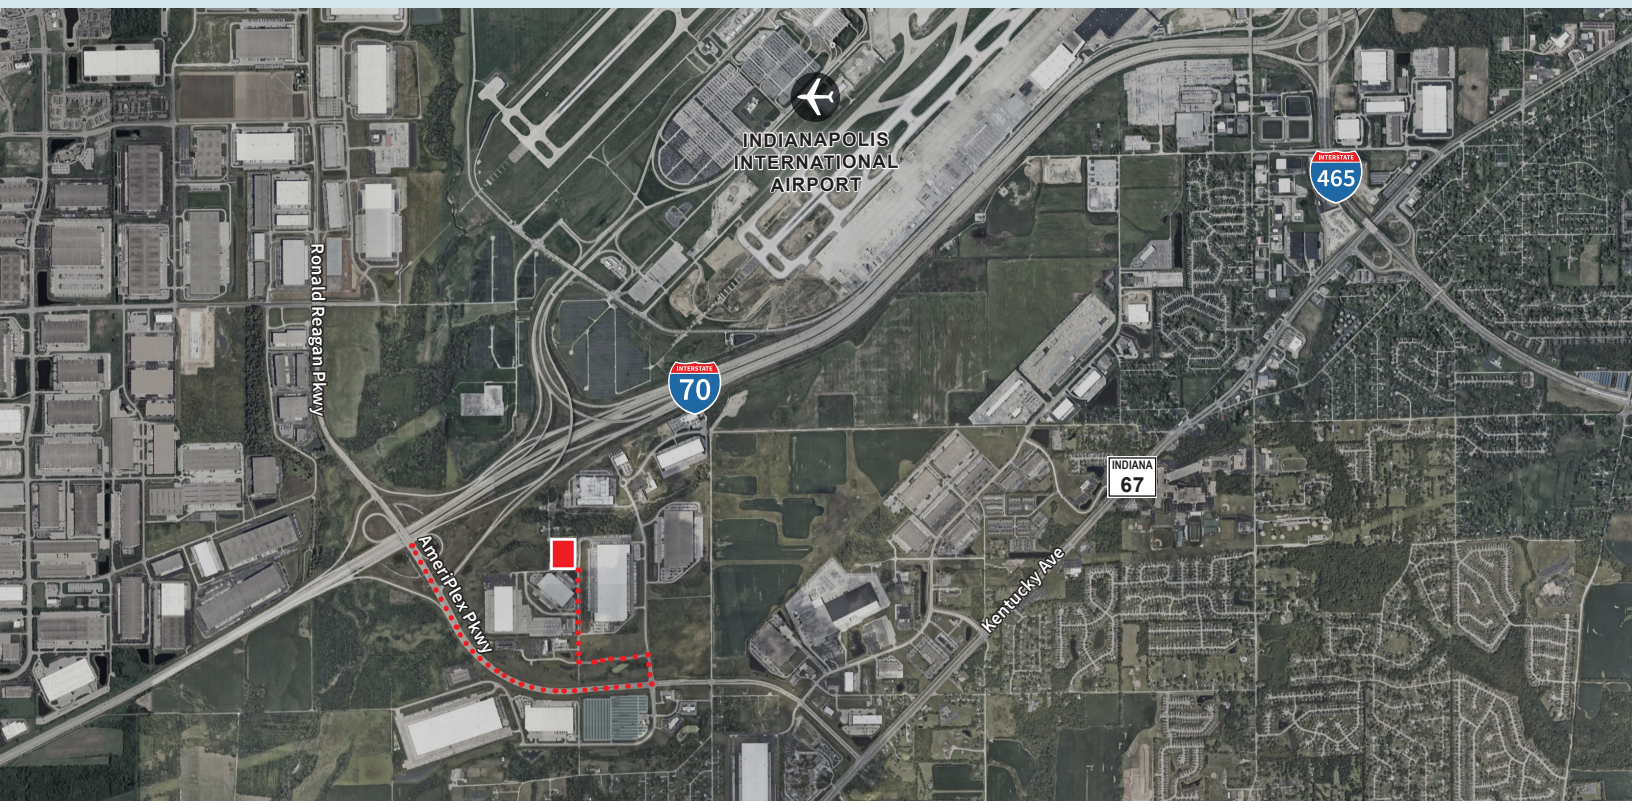 INDIANAPOLIS
INTERNATIONAL
AIRPORT
INTERSTATE
465
Ronald Reagan Pkwy
INTERSTATE
70
INDIANA
67
AmeriPlex Pkwy
Kentucky Ave